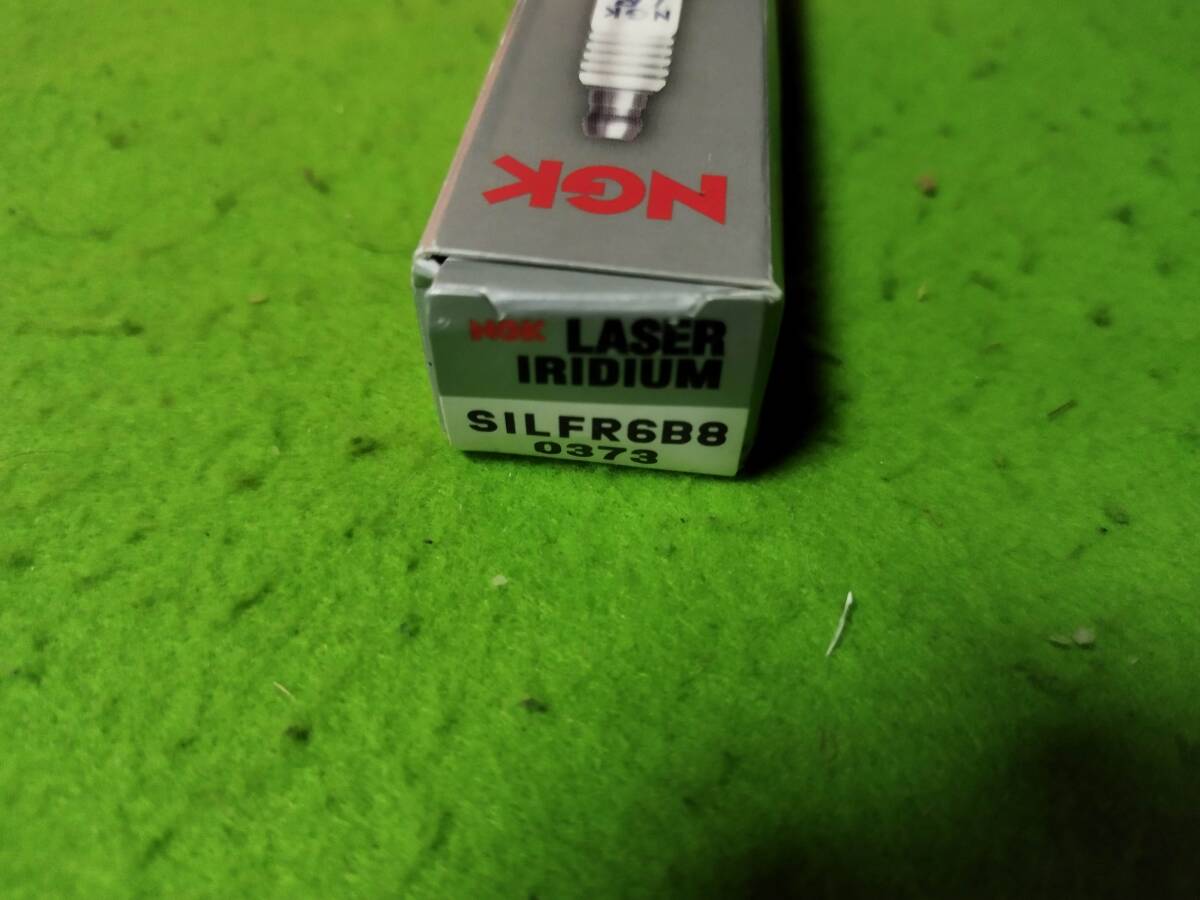 NGK
NGK LASER
IRIDIUM
SILFR6B8
0373